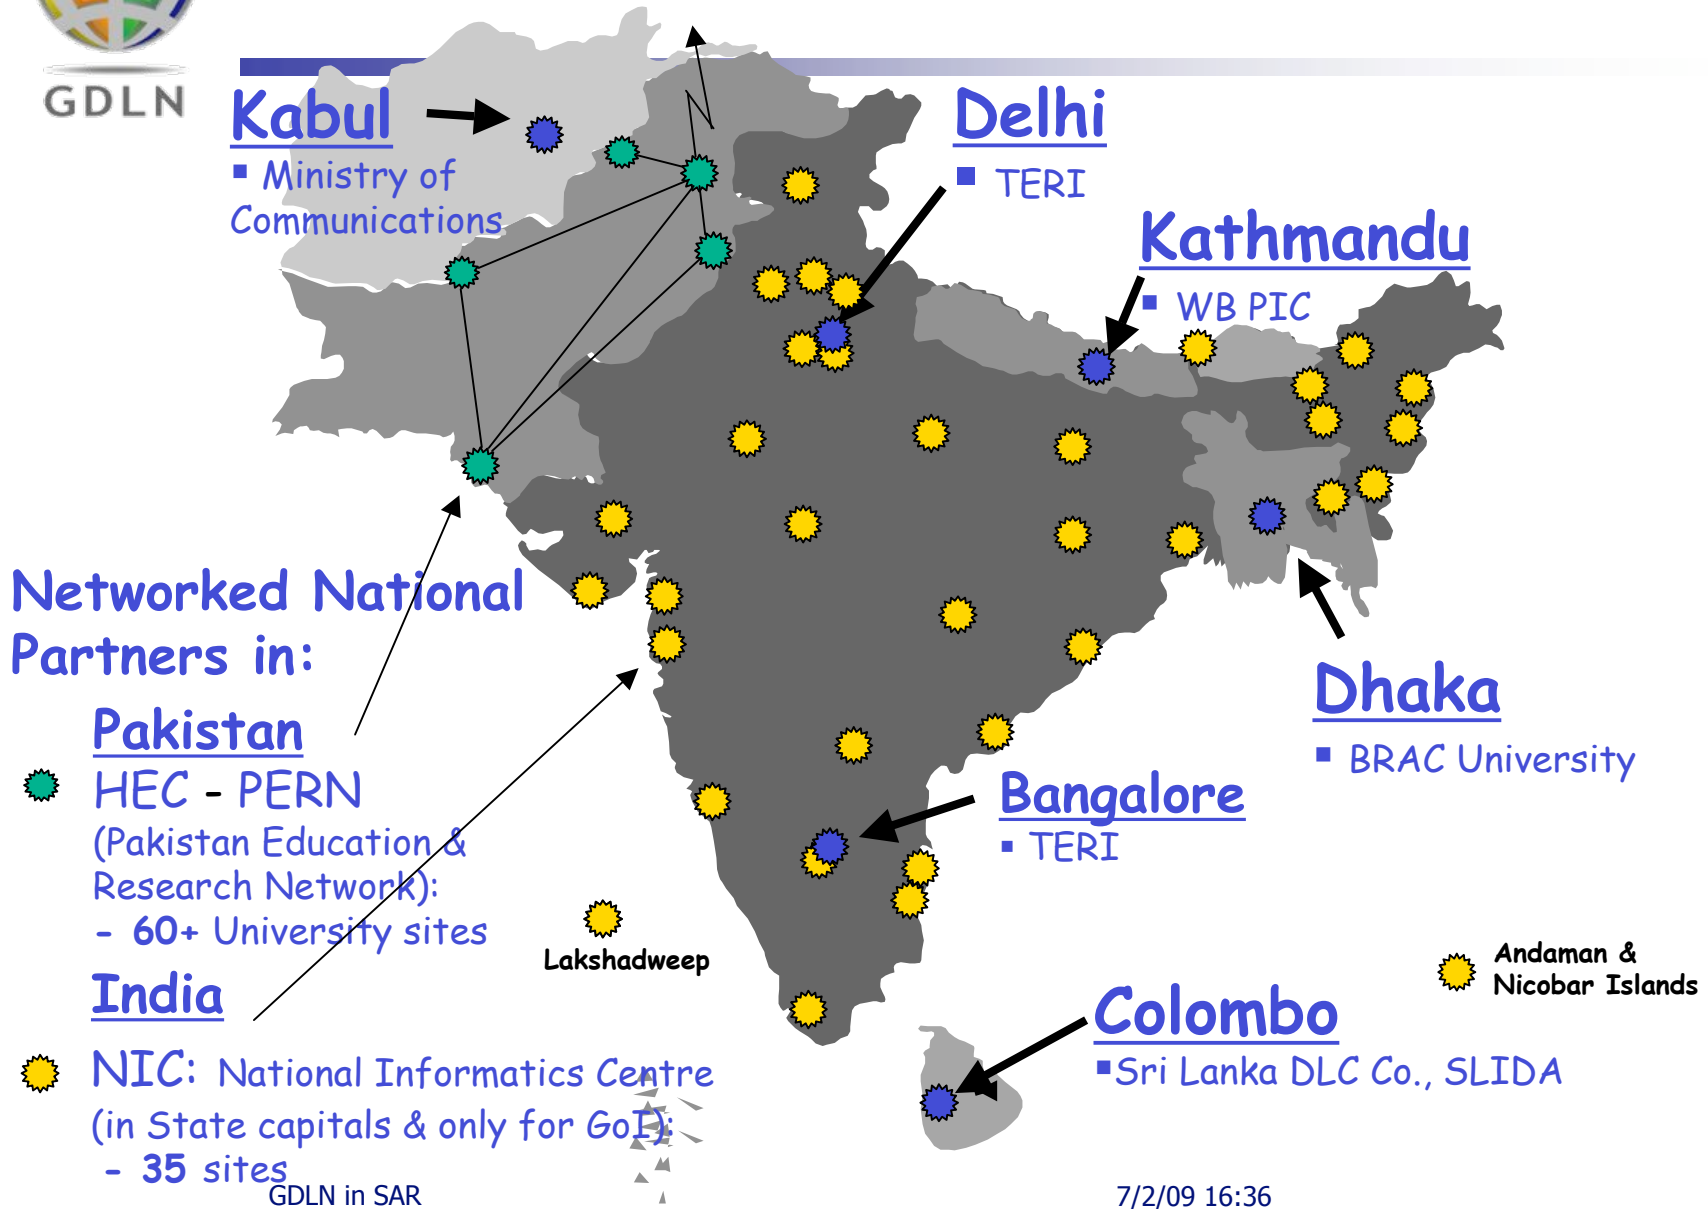 GDLN
Kabul
▪ Ministry of
Communications
Delhi
▪ TERI
Kathmandu
▪ WB PIC
Networked National
Partners in:
Pakistan
HEC - PERN
(Pakistan Education &
Research Network):
- 60+ University sites
India
NIC: National Informatics Centre
(in State capitals & only for GoI):
- 35 sites
Dhaka
▪ BRAC University
Bangalore
▪ TERI
Lakshadweep
Andaman &
Nicobar Islands
Colombo
▪Sri Lanka DLC Co., SLIDA
GDLN in SAR
7/2/09 16:36